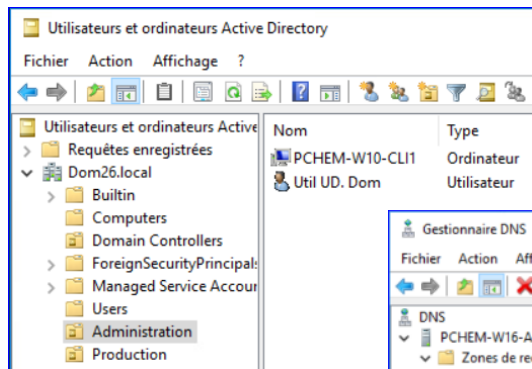 Utilisateurs et ordinateurs Active Directory
Fichier Action Affichage ?
Utilisateurs et ordinateurs Active
Requêtes enregistrées
Dom26.local
Builtin
Computers
Domain Controllers
ForeignSecurityPrincipals
Managed Service Accour
Users
Administration
Production
Nom Type
PCHEM-W10-CLI1 Ordinateur
Util UD. Dom Utilisateur
Gestionnaire DNS
Fichier Action Aff
DNS
PCHEM-W16-A
Zones de re